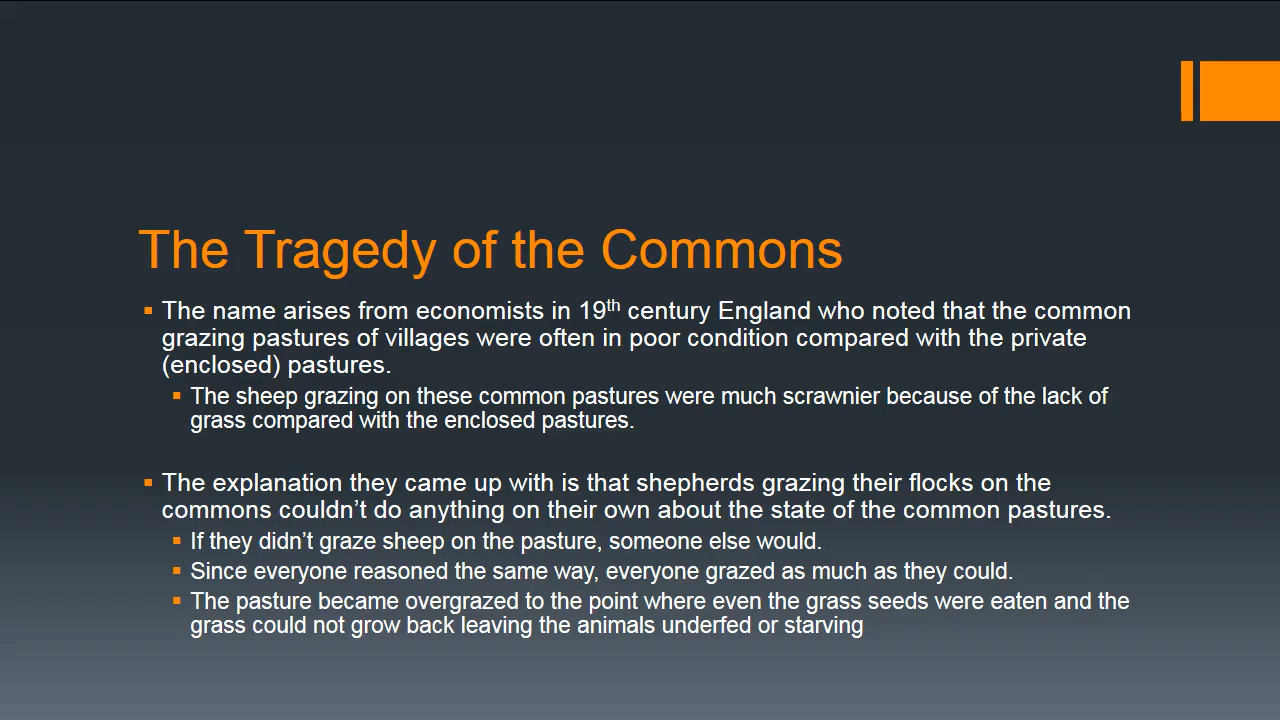 The Tragedy of the Commons
▪ The name arises from economists in 19th century England who noted that the common
grazing pastures of villages were often in poor condition compared with the private
(enclosed) pastures.
▪ The sheep grazing on these common pastures were much scrawnier because of the lack of
grass compared with the enclosed pastures.
▪ The explanation they came up with is that shepherds grazing their flocks on the
commons couldn’t do anything on their own about the state of the common pastures.
▪ If they didn’t graze sheep on the pasture, someone else would.
▪ Since everyone reasoned the same way, everyone grazed as much as they could.
▪ The pasture became overgrazed to the point where even the grass seeds were eaten and the
grass could not grow back leaving the animals underfed or starving